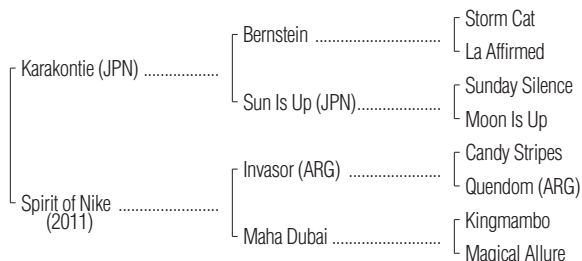 Storm Cat
Bernstein ........................
La Affirmed
Karakontie (JPN) ..................
Sunday Silence
Sun Is Up (JPN)................
Moon Is Up
Candy Stripes
Invasor (ARG) ..................
Quendom (ARG)
Spirit of Nike ........................
(2011)
Kingmambo
Maha Dubai ......................
Magical Allure